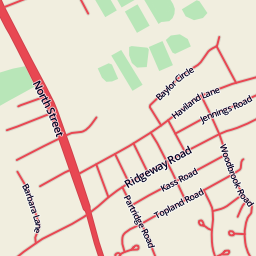 North Street
Baylor Circle
Haviland Lane
Jennings Road
Ridgeway Road
Woodbrook Road
Kass Road
Topland Road
Barbara Lane
Partridge Road